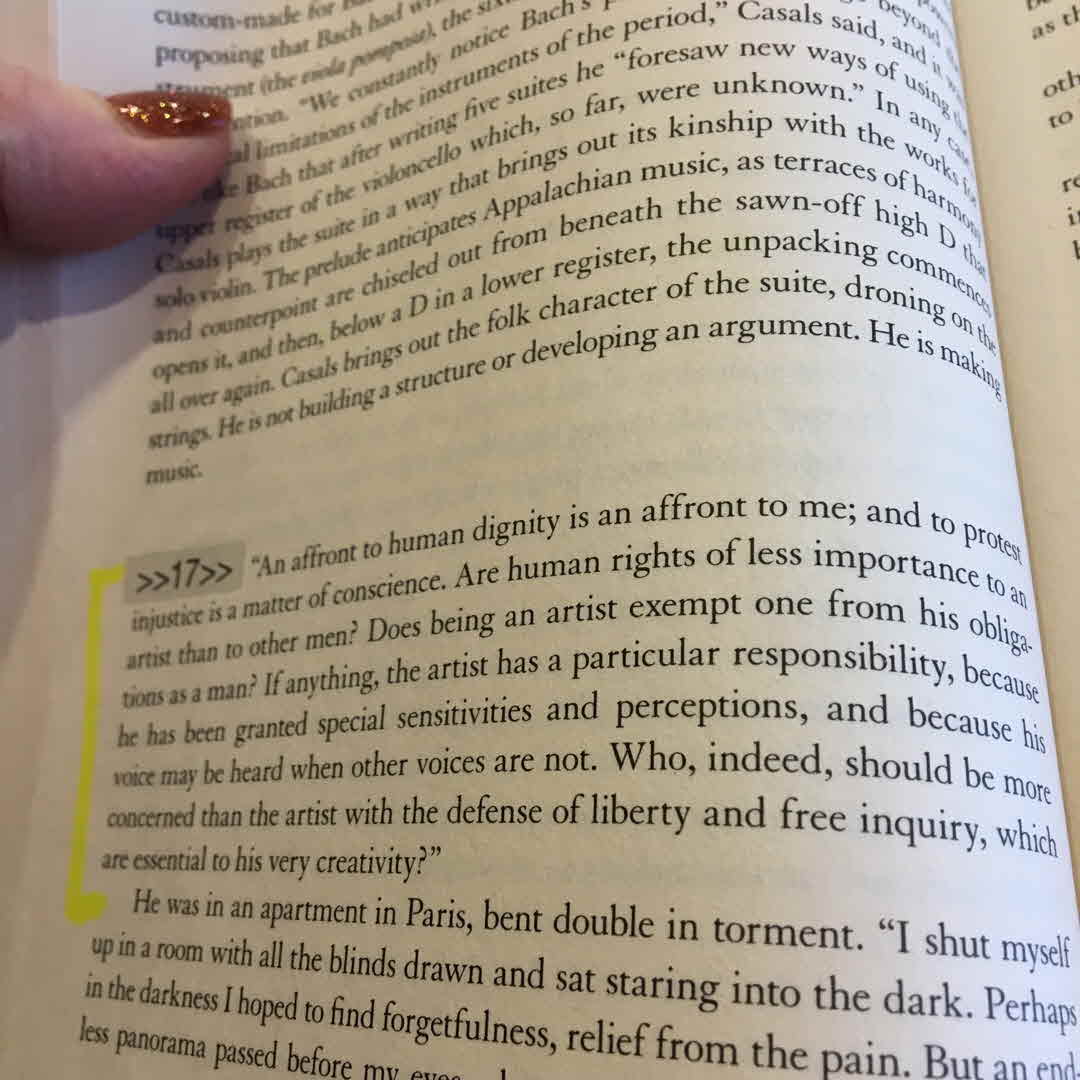 custom-made for
proposing that Bach had
(the viola pomposa), the
"We constantly notice Bach's
limitations of the instruments of the period," Casals said, and it was
Bach that after writing five suites he "foresaw new ways of using the
upper register of the violoncello which, so far, were unknown." In any case
Casals plays the suite in a way that brings out its kinship with the works for
solo violin. The prelude anticipates Appalachian music, as terraces of harmony
and counterpoint are chiseled out from beneath the sawn-off high D that
opens it, and then, below a D in a lower register, the unpacking commences
all over again. Casals brings out the folk character of the suite, droning on the
strings. He is not building a structure or developing an argument. He is making
music.
>>17>> "An affront to human dignity is an affront to me; and to protest
injustice is a matter of conscience. Are human rights of less importance to an
artist than to other men? Does being an artist exempt one from his obliga-
tions as a man? If anything, the artist has a particular responsibility, because
he has been granted special sensitivities and perceptions, and because his
voice may be heard when other voices are not. Who, indeed, should be more
concerned than the artist with the defense of liberty and free inquiry, which
are essential to his very creativity?"
He was in an apartment in Paris, bent double in torment. "I shut myself
up in a room with all the blinds drawn and sat staring into the dark. Perhaps
in the darkness I hoped to find forgetfulness, relief from the pain. But an end-
less panorama passed before my eyes
as th
oth
to